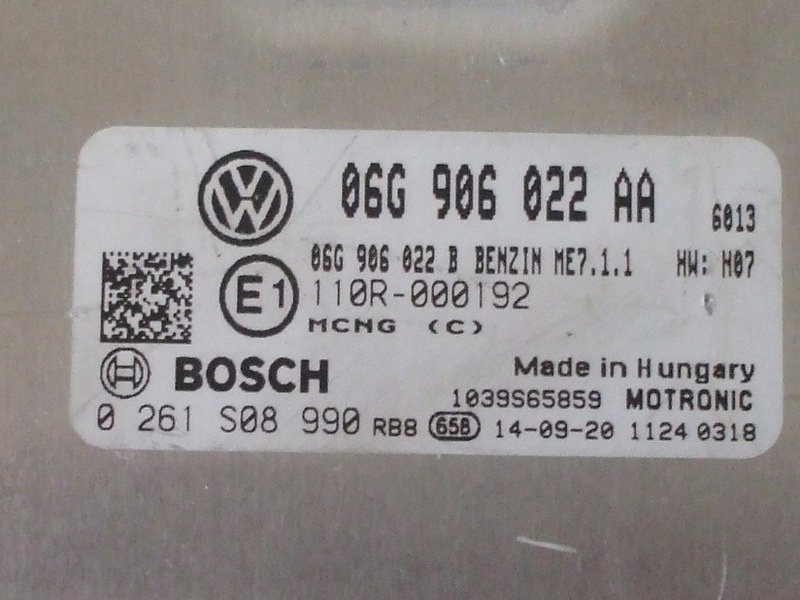 06G 906 022 AA 6013
06G 906 022 B BENZIN ME7.1.1 HW: H07
E1 110R-000192
MCNG (C)
BOSCH Made in Hungary
1039S65859 MOTRONIC
0 261 S08 990 RB8 658 14-09-20 1124 0318